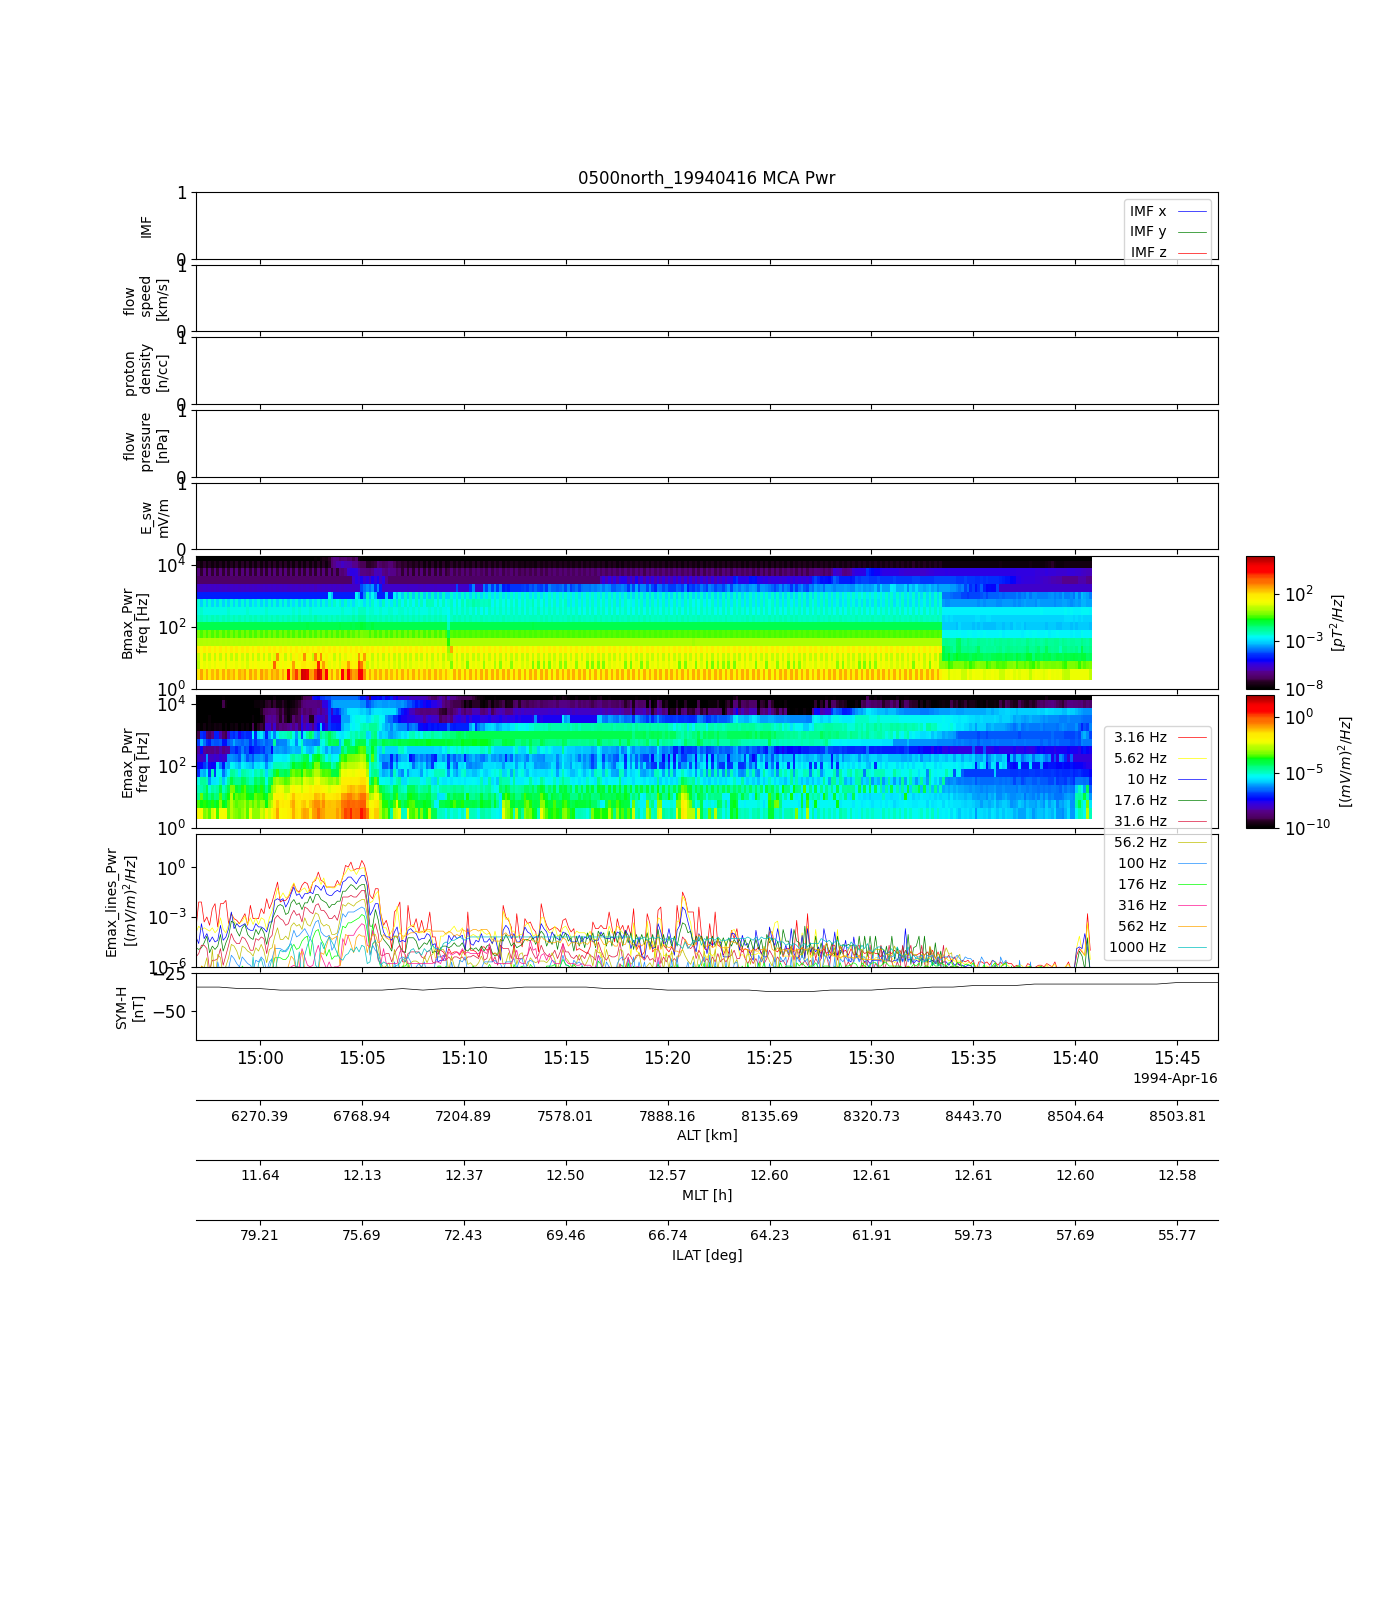 0500north_19940416 MCA Pwr
1
IMF
0
IMF x
IMF y
IMF z
1
flow
speed
[km/s]
0
1
proton
density
[n/cc]
0
1
flow
pressure
[nPa]
0
1
E_sw
mV/m
0
10^4
10^2
10^0
Bmax_Pwr
freq [Hz]
10^2
10^-3
10^-8
[pT^2/Hz]
10^4
10^2
10^0
Emax_Pwr
freq [Hz]
10^0
10^-5
10^-10
[(mV/m)^2/Hz]
3.16 Hz
5.62 Hz
10 Hz
17.6 Hz
31.6 Hz
56.2 Hz
100 Hz
176 Hz
316 Hz
562 Hz
1000 Hz
10^0
10^-3
10^-6
Emax_lines_Pwr
[(mV/m)^2/Hz]
−25
−50
SYM-H
[nT]
15:00 15:05 15:10 15:15 15:20 15:25 15:30 15:35 15:40 15:45
1994-Apr-16
6270.39 6768.94 7204.89 7578.01 7888.16 8135.69 8320.73 8443.70 8504.64 8503.81
ALT [km]
11.64 12.13 12.37 12.50 12.57 12.60 12.61 12.61 12.60 12.58
MLT [h]
79.21 75.69 72.43 69.46 66.74 64.23 61.91 59.73 57.69 55.77
ILAT [deg]